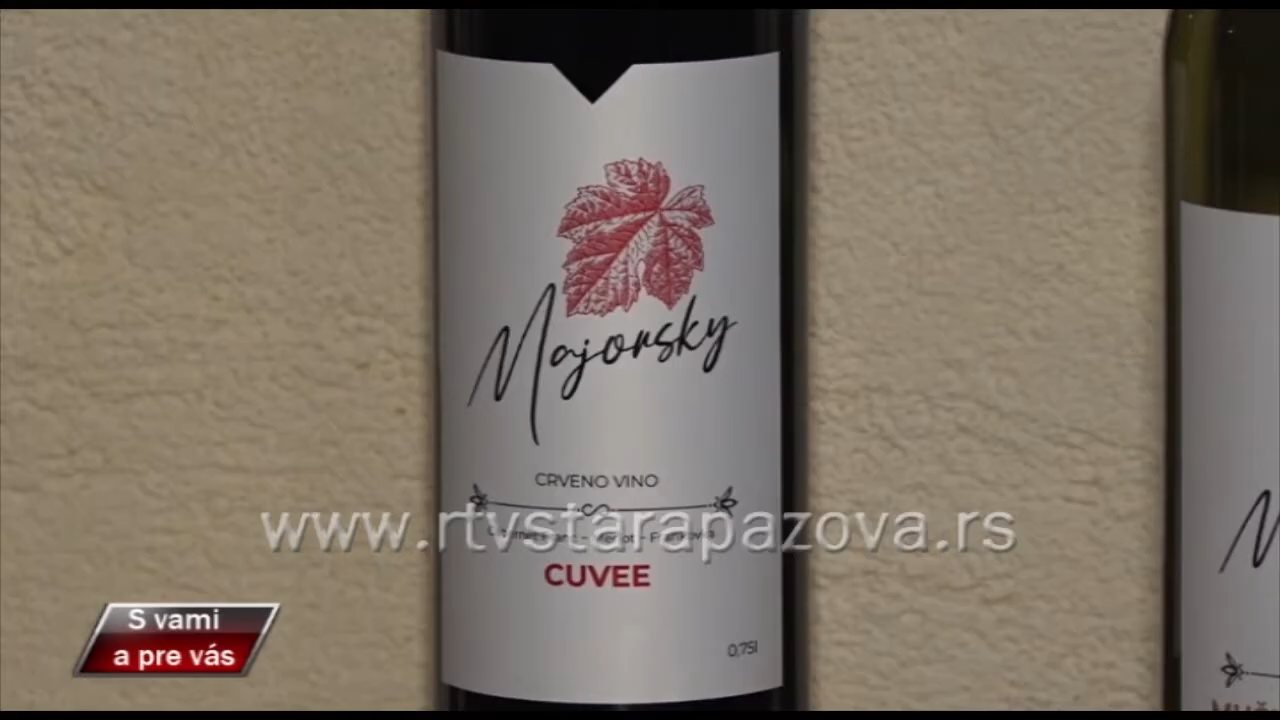 Majorsky
CRVENO VINO
www.rtvstarapazova.rs
CUVEE
0,75l
S vami
a pre vás